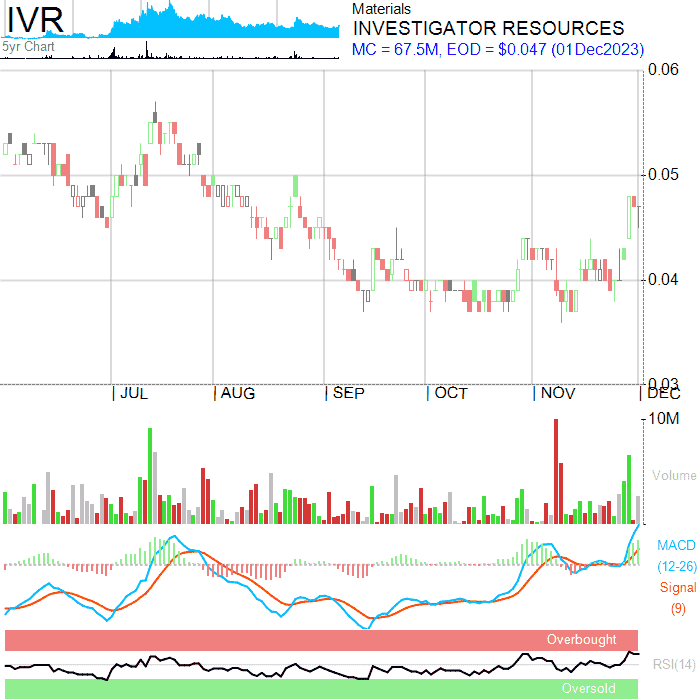 IVR
5yr Chart
Materials
INVESTIGATOR RESOURCES
MC = 67.5M, EOD = $0.047 (01Dec2023)
0.06
0.05
0.04
0.03
JUL AUG SEP OCT NOV DEC
10M
Volume
MACD
(12-26)
Signal
(9)
Overbought
RSI(14)
Oversold